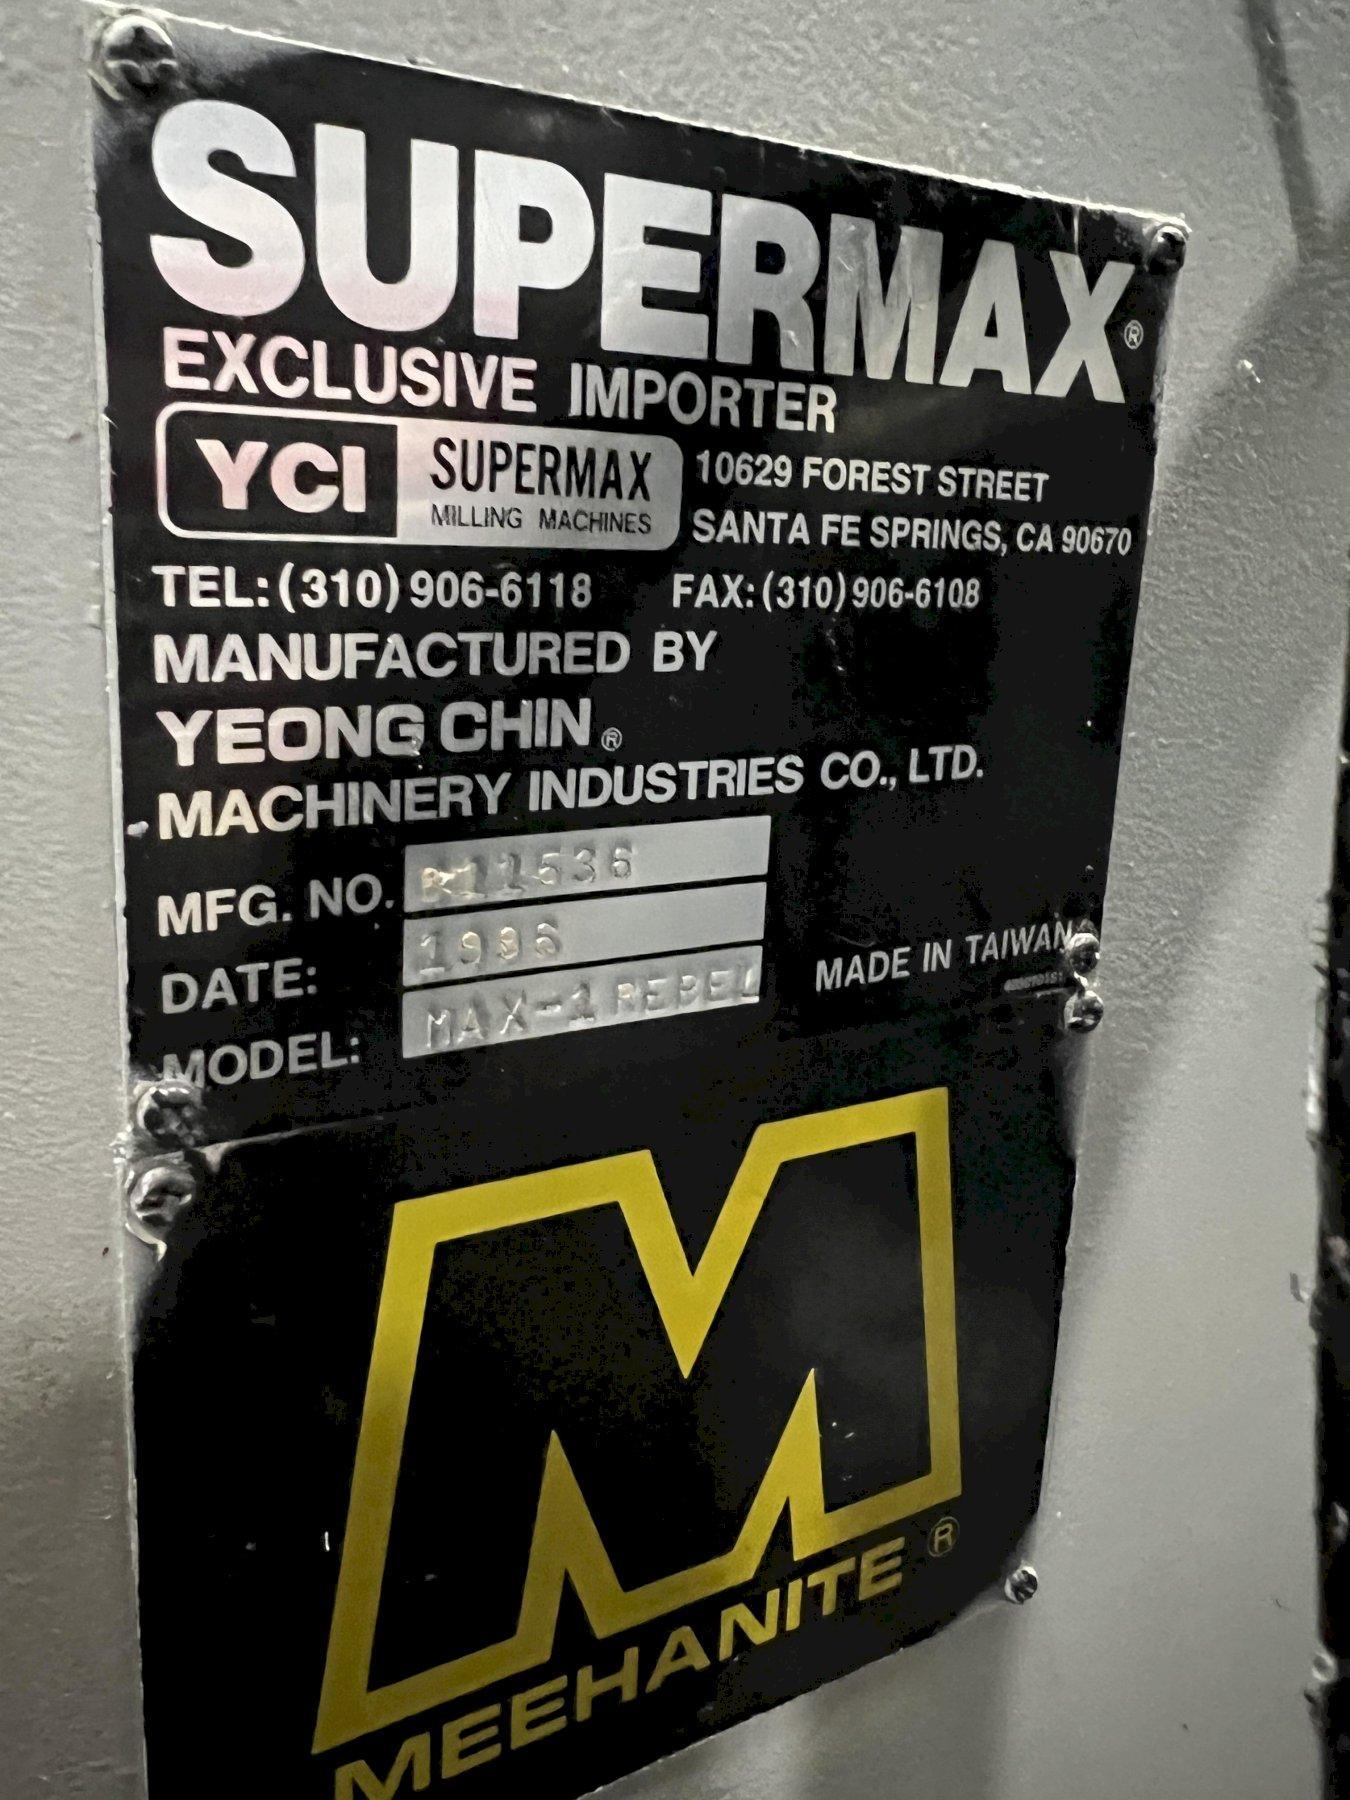 SUPERMAX®
EXCLUSIVE IMPORTER
YCI SUPERMAX
MILLING MACHINES
10629 FOREST STREET
SANTA FE SPRINGS, CA 90670
TEL: (310) 906-6118 FAX: (310) 906-6108
MANUFACTURED BY
YEONG CHIN®
MACHINERY INDUSTRIES CO., LTD.
MFG. NO.
DATE: 1996
MODEL: MAX-1 REBEL
MADE IN TAIWAN
MEEHANITE®